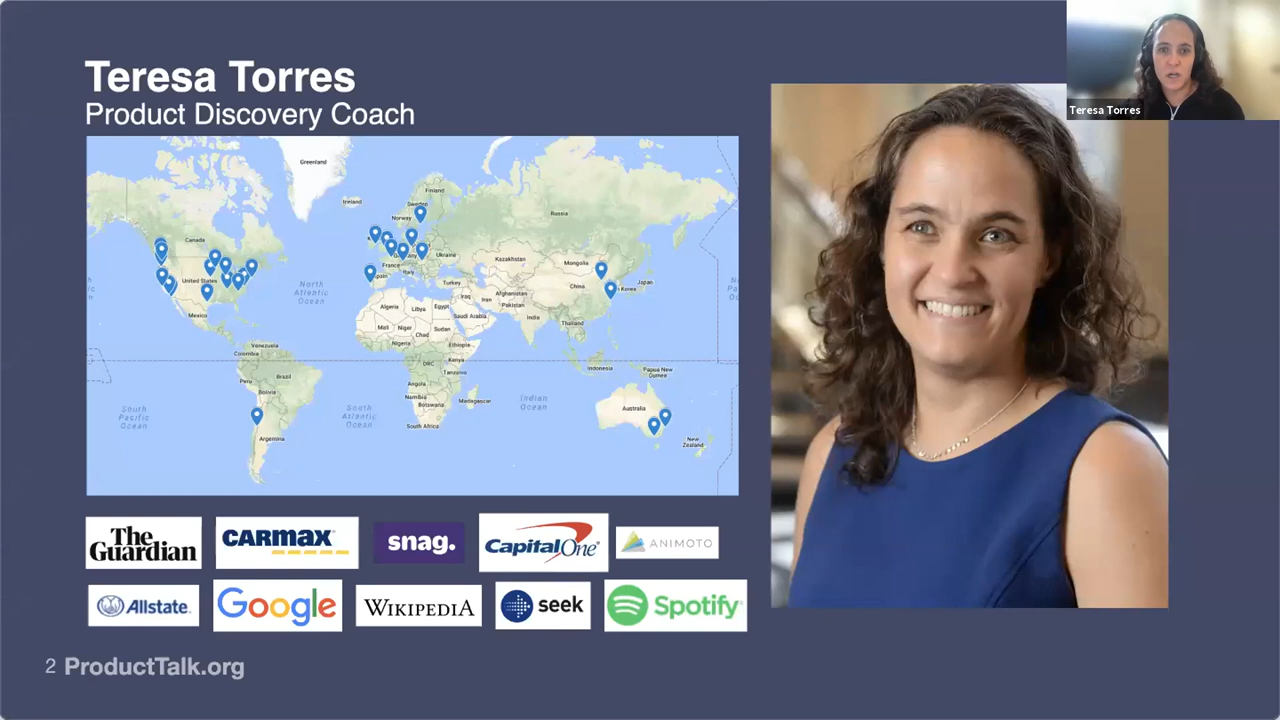 Teresa Torres
Product Discovery Coach
Teresa Torres
Greenland
Iceland
Finland
Sweden
Norway
Russia
Canada
Ukraine
France
Spain
Italy
Kazakhstan
Mongolia
United States
North
Atlantic
Ocean
Turkey
China
Japan
Korea
Iraq
Iran
Afghanistan
Pakistan
Mexico
Algeria
Libya
Egypt
Saudi Arabia
India
Thailand
Mali
Niger
Chad
Sudan
Nigeria
Ethiopia
Venezuela
Colombia
DRC
Kenya
Tanzania
Indonesia
Papua New
Guinea
Peru
Brazil
Bolivia
Angola
Namibia
Botswana
Madagascar
Indian
Ocean
South
Pacific
Ocean
South
Atlantic
Ocean
Australia
South Africa
Argentina
New
Zealand
The
Guardian
CARMAX
snag.
Capital One
ANIMOTO
Allstate.
Google
WIKIPEDIA
seek
Spotify
2 ProductTalk.org